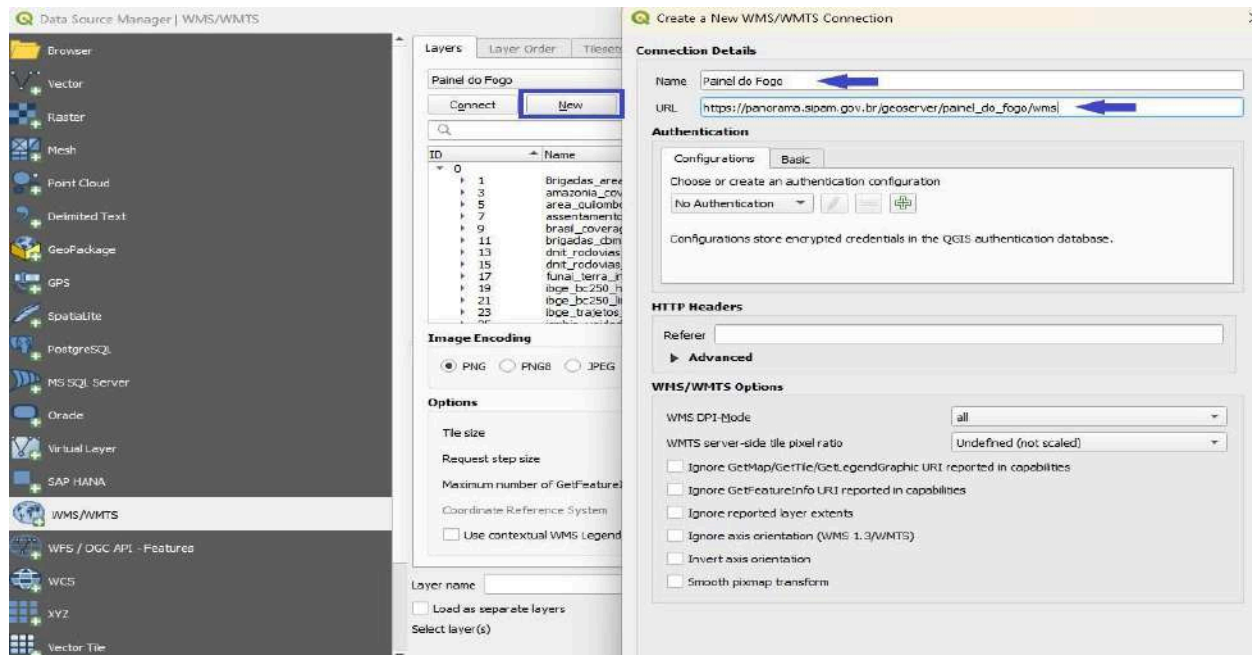 Data Source Manager | WMS/WMTS
Browser
Vector
Raster
Mesh
Point Cloud
Delimited Text
GeoPackage
GPS
SpatiaLite
PostgreSQL
MS SQL Server
Oracle
Virtual Layer
SAP HANA
WMS/WMTS
WFS / OGC API - Features
WCS
XYZ
Vector Tile
Layers Layer Order Tilesets
Painel do Fogo
Connect New
ID Name
0
1 Brigadas_area
3 amazonia_cov
5 area_quilombo
7 assentamento
9 brasil_coverag
11 brigadas_cbm
13 dnit_rodovias
15 dnit_rodovias_
17 funai_terra_in
19 ibge_bc250_h
21 ibge_bc250_li
23 ibge_trajetos_
Image Encoding
PNG PNG8 JPEG
Options
Tile size
Request step size
Maximum number of GetFeatureI
Coordinate Reference System
Use contextual WMS Legend
Layer name
Load as separate layers
Select layer(s)
Create a New WMS/WMTS Connection
Connection Details
Name Painel do Fogo
URL https://panorama.sipam.gov.br/geoserver/painel_do_fogo/wms
Authentication
Configurations Basic
Choose or create an authentication configuration
No Authentication
Configurations store encrypted credentials in the QGIS authentication database.
HTTP Headers
Referer
Advanced
WMS/WMTS Options
WMS DPI-Mode all
WMTS server-side tile pixel ratio Undefined (not scaled)
Ignore GetMap/GetTile/GetLegendGraphic URI reported in capabilities
Ignore GetFeatureInfo URI reported in capabilities
Ignore reported layer extents
Ignore axis orientation (WMS 1.3/WMTS)
Invert axis orientation
Smooth pixmap transform